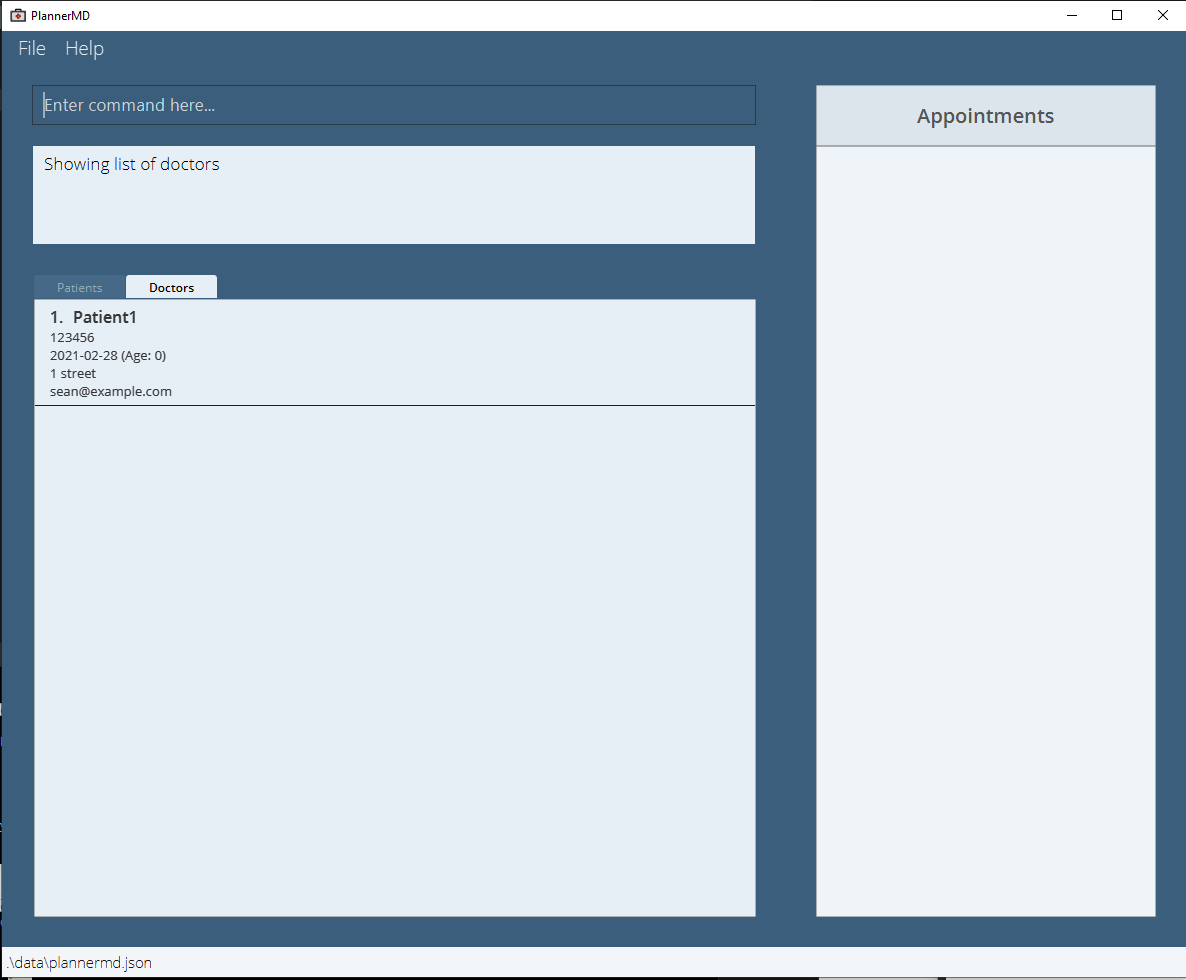 PlannerMD
File Help
Enter command here...
Showing list of doctors
Patients Doctors
1. Patient1
123456
2021-02-28 (Age: 0)
1 street
sean@example.com
Appointments
.\data\plannermd.json